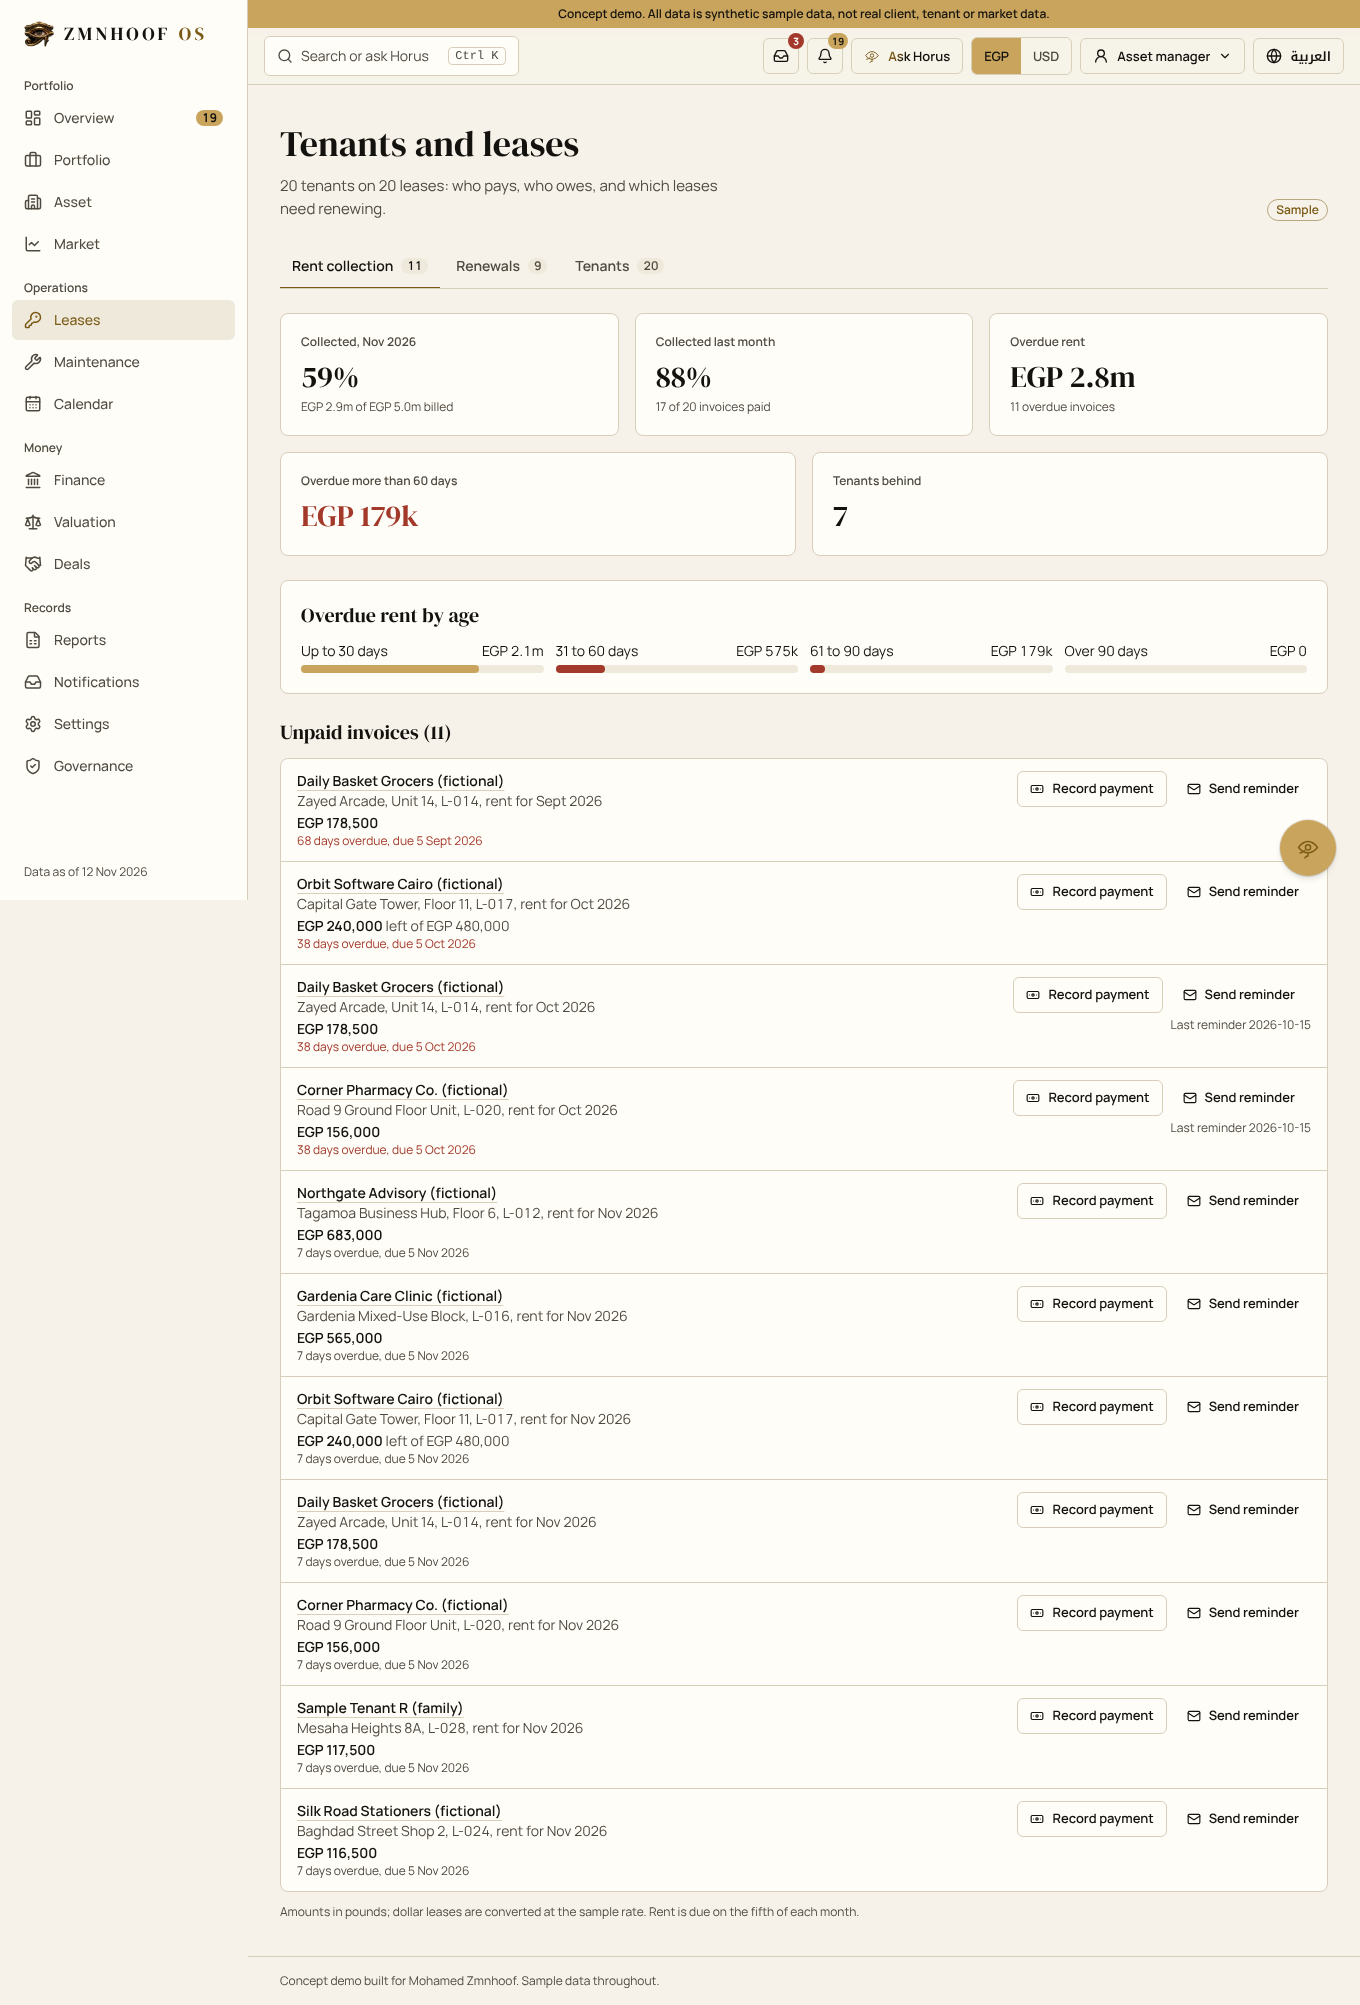 ZMNHOOF OS
Portfolio
Overview 19
Portfolio
Asset
Market
Operations
Leases
Maintenance
Calendar
Money
Finance
Valuation
Deals
Records
Reports
Notifications
Settings
Governance
Data as of 12 Nov 2026
Concept demo. All data is synthetic sample data, not real client, tenant or market data.
Search or ask Horus Ctrl K
3
19
Ask Horus
EGP USD
Asset manager
العربية
Tenants and leases
20 tenants on 20 leases: who pays, who owes, and which leases
need renewing.
Sample
Rent collection 11 Renewals 9 Tenants 20
Collected, Nov 2026
59%
EGP 2.9m of EGP 5.0m billed
Collected last month
88%
17 of 20 invoices paid
Overdue rent
EGP 2.8m
11 overdue invoices
Overdue more than 60 days
EGP 179k
Tenants behind
7
Overdue rent by age
Up to 30 days EGP 2.1m
31 to 60 days EGP 575k
61 to 90 days EGP 179k
Over 90 days EGP 0
Unpaid invoices (11)
Daily Basket Grocers (fictional)
Zayed Arcade, Unit 14, L-014, rent for Sept 2026
EGP 178,500
68 days overdue, due 5 Sept 2026
Record payment Send reminder
Orbit Software Cairo (fictional)
Capital Gate Tower, Floor 11, L-017, rent for Oct 2026
EGP 240,000 left of EGP 480,000
38 days overdue, due 5 Oct 2026
Record payment Send reminder
Daily Basket Grocers (fictional)
Zayed Arcade, Unit 14, L-014, rent for Oct 2026
EGP 178,500
38 days overdue, due 5 Oct 2026
Record payment Send reminder
Last reminder 2026-10-15
Corner Pharmacy Co. (fictional)
Road 9 Ground Floor Unit, L-020, rent for Oct 2026
EGP 156,000
38 days overdue, due 5 Oct 2026
Record payment Send reminder
Last reminder 2026-10-15
Northgate Advisory (fictional)
Tagamoa Business Hub, Floor 6, L-012, rent for Nov 2026
EGP 683,000
7 days overdue, due 5 Nov 2026
Record payment Send reminder
Gardenia Care Clinic (fictional)
Gardenia Mixed-Use Block, L-016, rent for Nov 2026
EGP 565,000
7 days overdue, due 5 Nov 2026
Record payment Send reminder
Orbit Software Cairo (fictional)
Capital Gate Tower, Floor 11, L-017, rent for Nov 2026
EGP 240,000 left of EGP 480,000
7 days overdue, due 5 Nov 2026
Record payment Send reminder
Daily Basket Grocers (fictional)
Zayed Arcade, Unit 14, L-014, rent for Nov 2026
EGP 178,500
7 days overdue, due 5 Nov 2026
Record payment Send reminder
Corner Pharmacy Co. (fictional)
Road 9 Ground Floor Unit, L-020, rent for Nov 2026
EGP 156,000
7 days overdue, due 5 Nov 2026
Record payment Send reminder
Sample Tenant R (family)
Mesaha Heights 8A, L-028, rent for Nov 2026
EGP 117,500
7 days overdue, due 5 Nov 2026
Record payment Send reminder
Silk Road Stationers (fictional)
Baghdad Street Shop 2, L-024, rent for Nov 2026
EGP 116,500
7 days overdue, due 5 Nov 2026
Record payment Send reminder
Amounts in pounds; dollar leases are converted at the sample rate. Rent is due on the fifth of each month.
Concept demo built for Mohamed Zmnhoof. Sample data throughout.